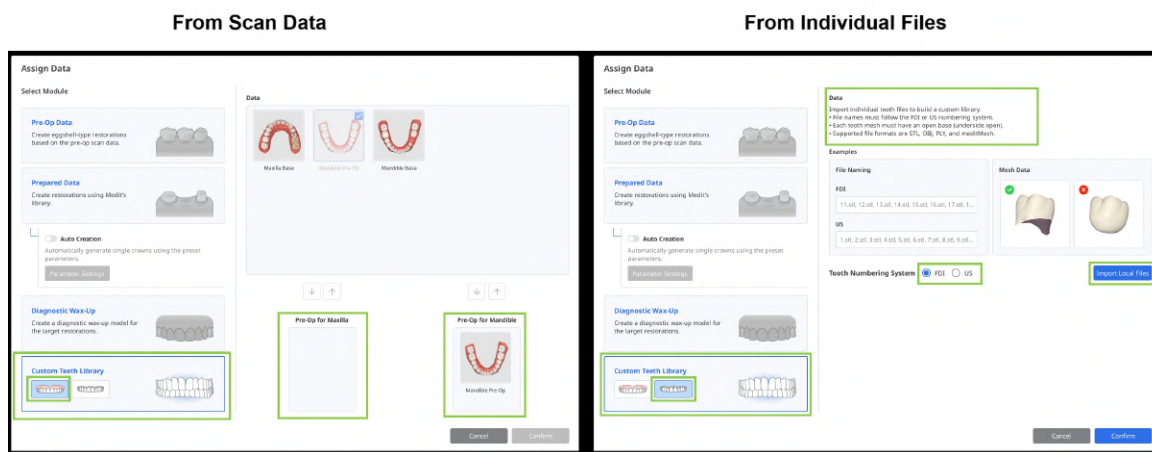 From Scan Data
Assign Data
Select Module
Pre-Op Data
Create eggshell-type restorations
based on the pre-op scan data.
Prepared Data
Create restorations using Medit's
library.
Auto Creation
Automatically generate single crowns using the preset
parameters.
Parameter Settings
Diagnostic Wax-Up
Create a diagnostic wax-up model for
the target restorations.
Custom Teeth Library
Data
Maxilla Base
Mandible Pre-Op
Mandible Base
Pre-Op for Maxilla
Pre-Op for Mandible
Mandible Pre-Op
Cancel
Confirm
From Individual Files
Assign Data
Select Module
Pre-Op Data
Create eggshell-type restorations
based on the pre-op scan data.
Prepared Data
Create restorations using Medit's
library.
Auto Creation
Automatically generate single crowns using the preset
parameters.
Parameter Settings
Diagnostic Wax-Up
Create a diagnostic wax-up model for
the target restorations.
Custom Teeth Library
Data
Import individual tooth files to build a custom library.
• File names must follow the FDI or US numbering system.
• Each tooth mesh must have an open base (underside open).
• Supported file formats are STL, OBJ, PLY, and meditMesh.
Examples
File Naming
FDI
11.stl, 12.stl, 13.stl, 14.stl, 15.stl, 16.stl, 17.stl, 1...
US
1.stl, 2.stl, 3.stl, 4.stl, 5.stl, 6.stl, 7.stl, 8.stl, 9.stl...
Mesh Data
Tooth Numbering System FDI US
Import Local Files
Cancel
Confirm